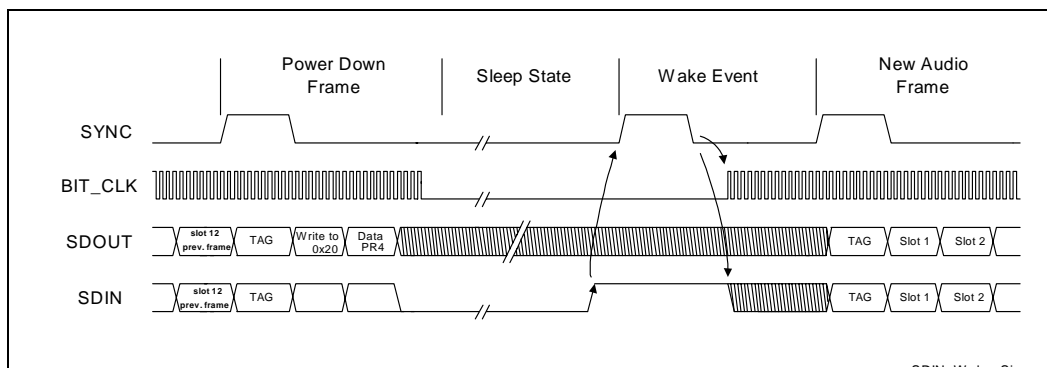 Power Down
Frame
Sleep State
Wake Event
New Audio
Frame
SYNC
BIT_CLK
SDOUT
slot 12
prev. frame
TAG
Write to
0x20
Data
PR4
TAG
Slot 1
Slot 2
SDIN
slot 12
prev. frame
TAG
TAG
Slot 1
Slot 2